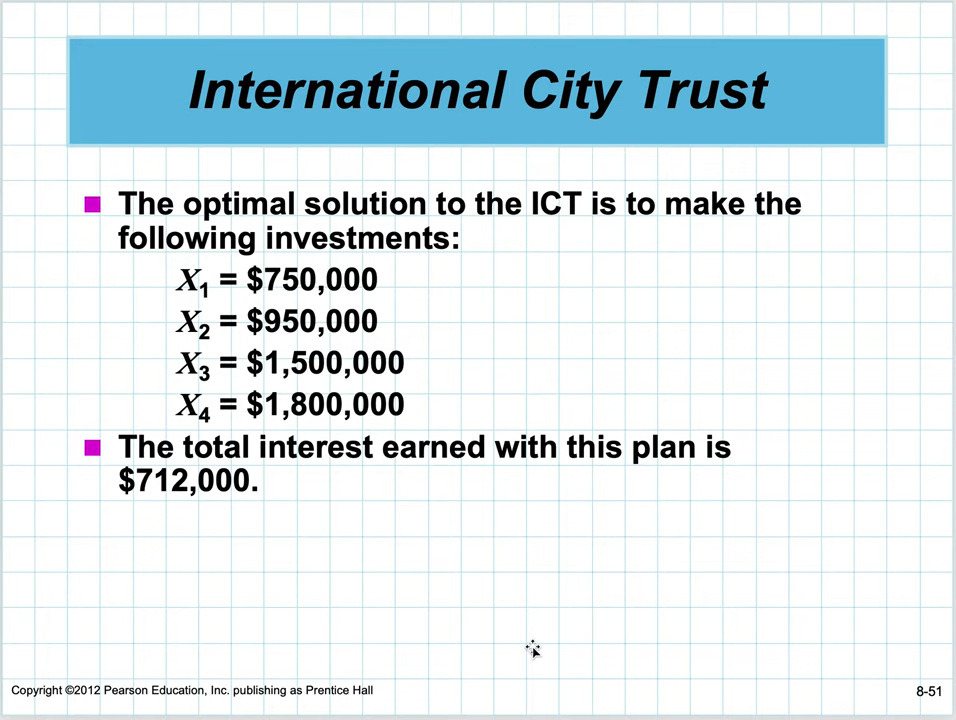 International City Trust
■ The optimal solution to the ICT is to make the
following investments:
X₁ = $750,000
X₂ = $950,000
X₃ = $1,500,000
X₄ = $1,800,000
■ The total interest earned with this plan is
$712,000.
Copyright ©2012 Pearson Education, Inc. publishing as Prentice Hall
8-51